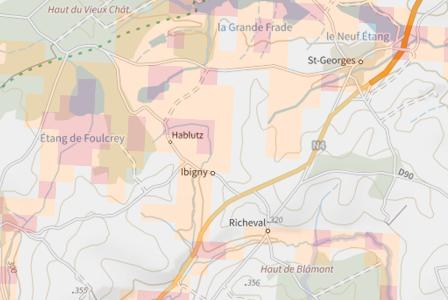 Haut du Vieux Chât.
la Grande Frade
le Neuf Étang
St-Georges
Étang de Foulcrey
Hablutz
N4
Ibigny
D90
Richeval
320
Haut de Blâmont
.355
.356